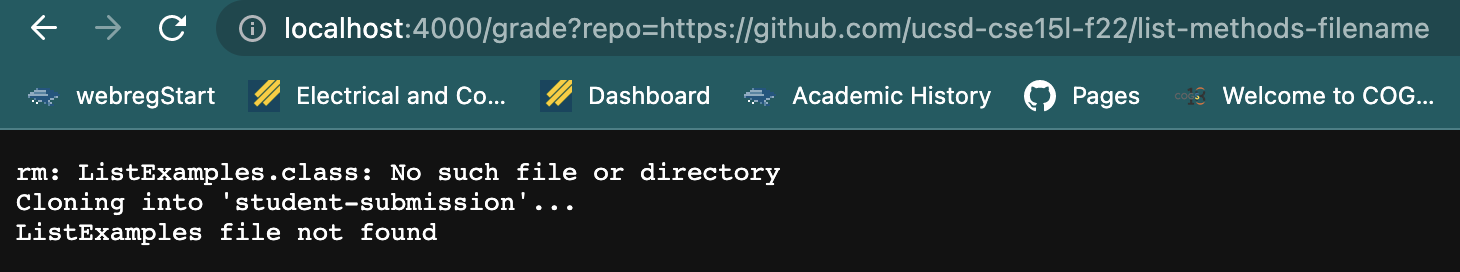 localhost:4000/grade?repo=https://github.com/ucsd-cse15l-f22/list-methods-filename
webregStart Electrical and Co... Dashboard Academic History Pages Welcome to COG...
rm: ListExamples.class: No such file or directory
Cloning into 'student-submission'...
ListExamples file not found